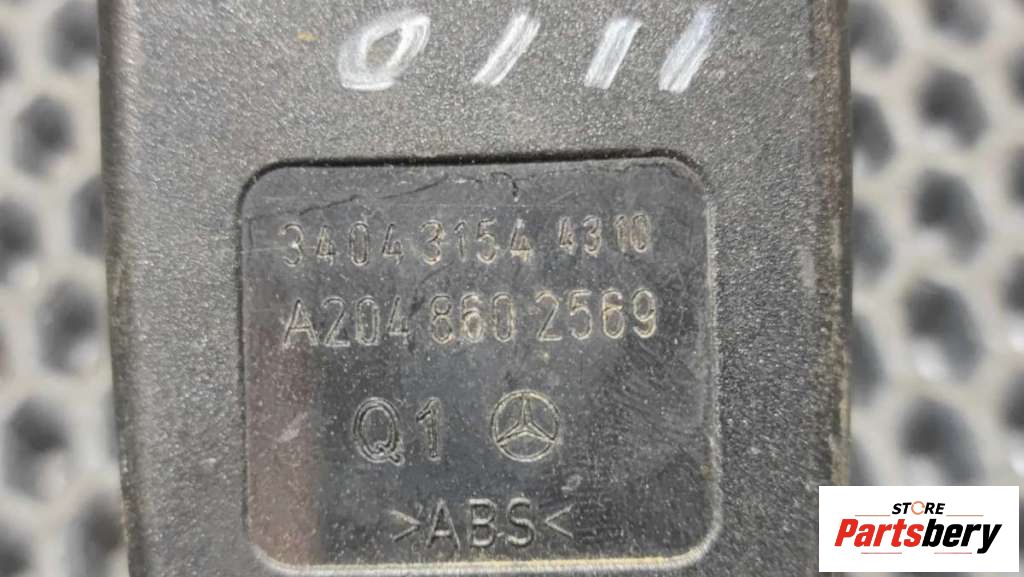 0111
34043154 4310
A204 860 2569
Q1
>ABS<
STORE
Partsbery